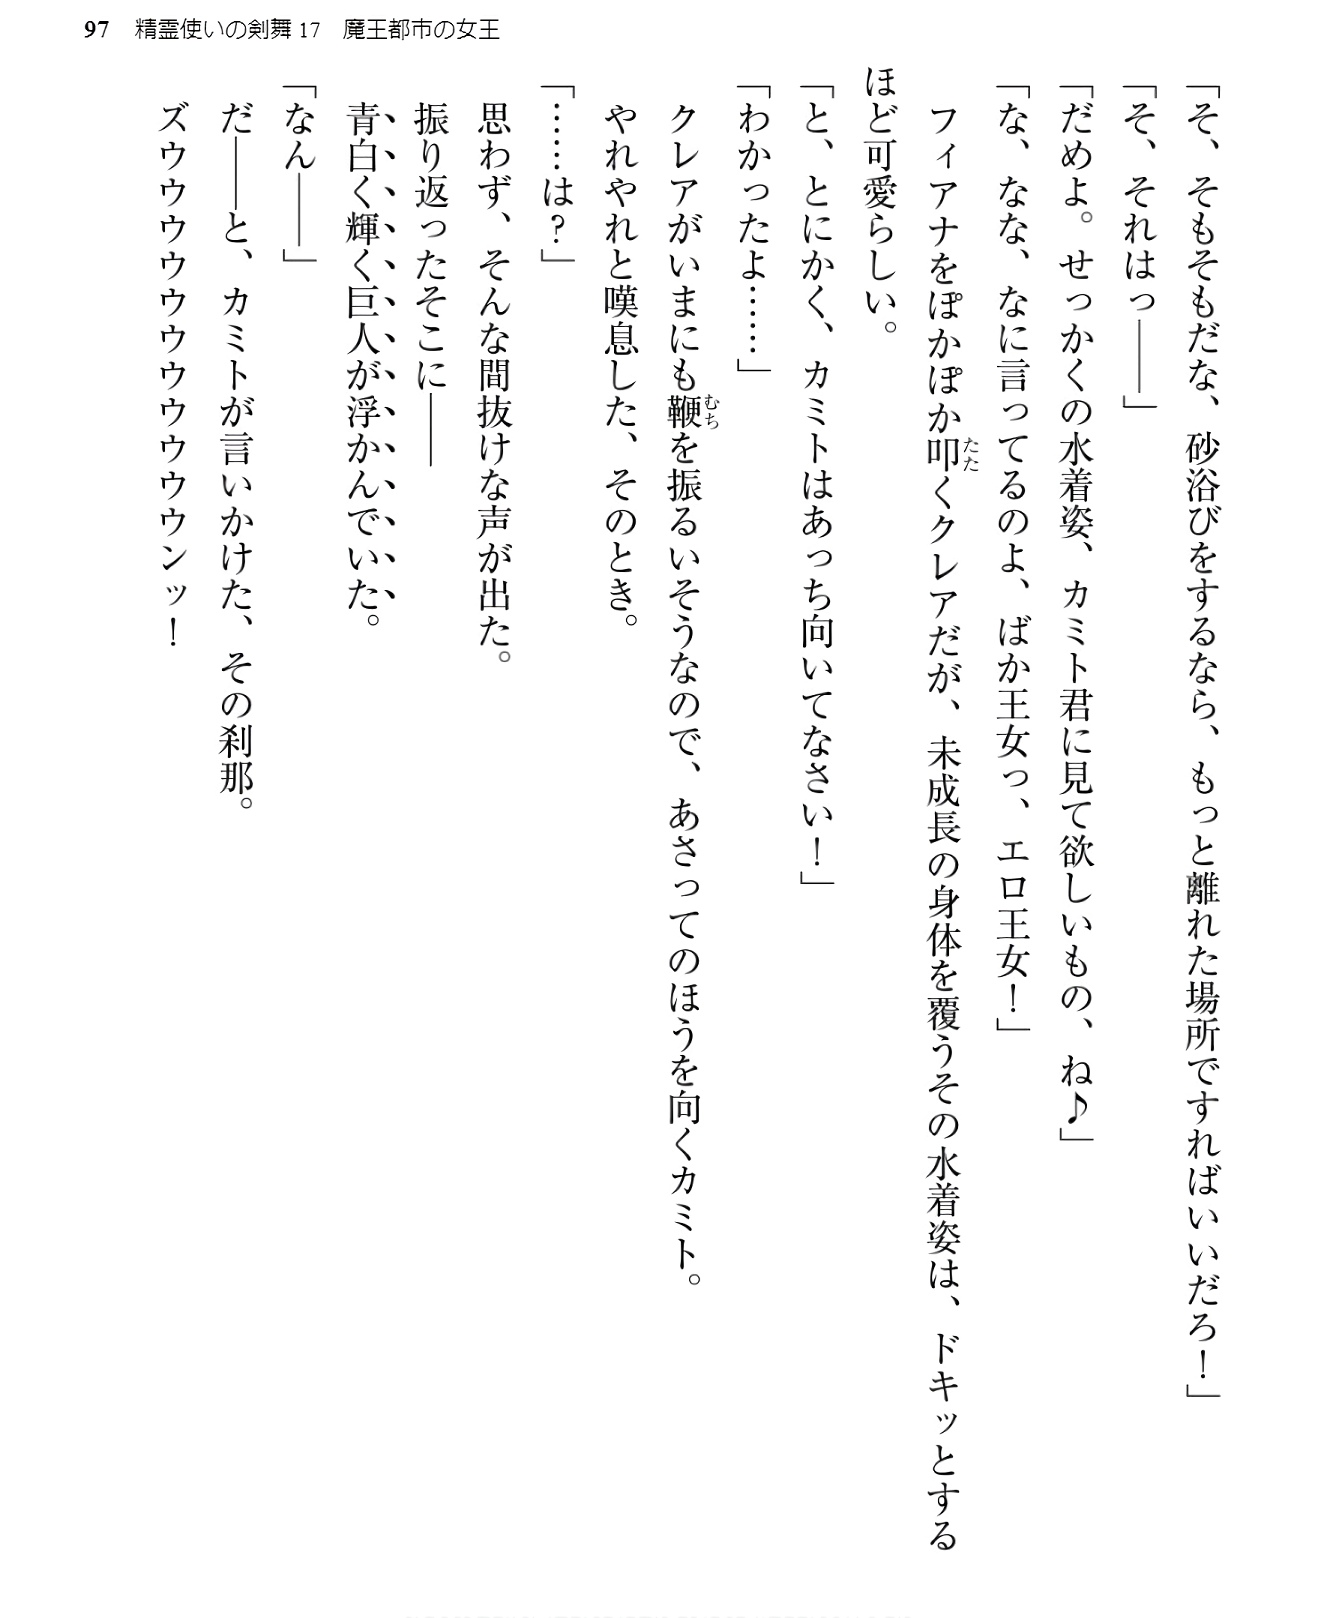 97 精霊使いの剣舞17 魔王都市の女王
「そ、そもそもだな、砂浴びをするなら、もっと離れた場所ですればいいだろ！」
「そ、それはっ――」
「だめよ。せっかくの水着姿、カミト君に見て欲しいもの、ね♪」
「な、なな、なに言ってるのよ、ばか王女っ、エロ王女！」
フィアナをぽかぽか叩くクレアだが、未成長の身体を覆うその水着姿は、ドキッとする
ほど可愛らしい。
「と、とにかく、カミトはあっち向いてなさい！」
「わかったよ……」
クレアがいまにも鞭を振るいそうなので、あさってのほうを向くカミト。
やれやれと嘆息した、そのとき。
「……は？」
思わず、そんな間抜けな声が出た。
振り返ったそこに――
青白く輝く巨人が浮かんでいた。
「なん――」
だ――と、カミトが言いかけた、その刹那。
ズウウウウウウウウウウウウンッ！